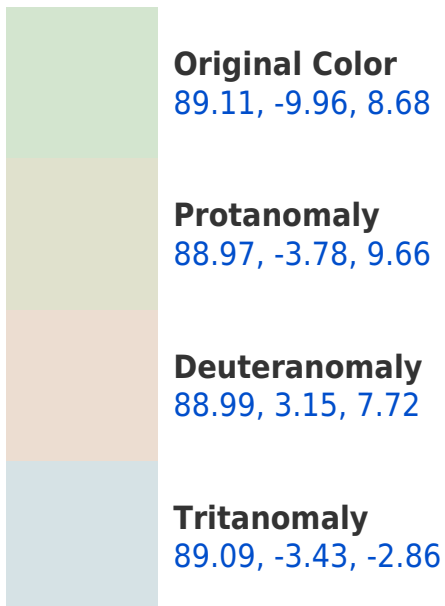 Original Color
89.11, -9.96, 8.68
Protanomaly
88.97, -3.78, 9.66
Deuteranomaly
88.99, 3.15, 7.72
Tritanomaly
89.09, -3.43, -2.86